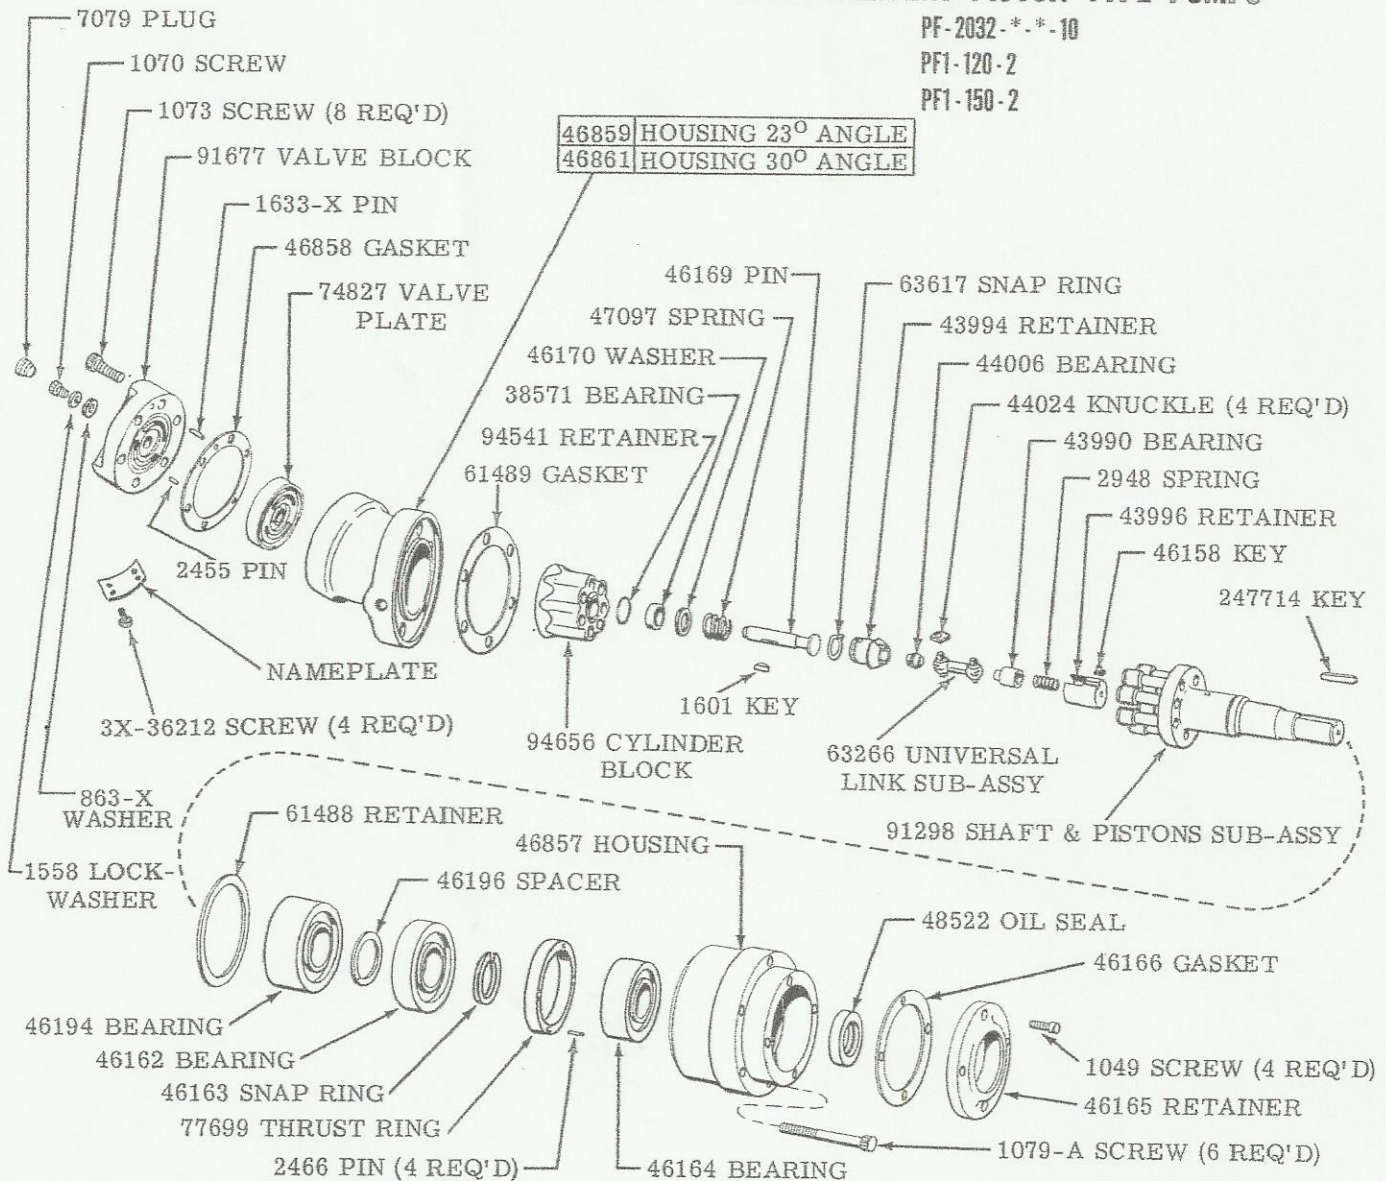 PF-2032-*-*-10
PF1-120-2
PF1-150-2
7079 PLUG
1070 SCREW
1073 SCREW (8 REQ'D)
91677 VALVE BLOCK
1633-X PIN
46858 GASKET
74827 VALVE
PLATE
46859 HOUSING 23° ANGLE
46861 HOUSING 30° ANGLE
46169 PIN
47097 SPRING
46170 WASHER
38571 BEARING
94541 RETAINER
61489 GASKET
63617 SNAP RING
43994 RETAINER
44006 BEARING
44024 KNUCKLE (4 REQ'D)
43990 BEARING
2948 SPRING
43996 RETAINER
46158 KEY
247714 KEY
2455 PIN
NAMEPLATE
3X-36212 SCREW (4 REQ'D)
1601 KEY
94656 CYLINDER
BLOCK
63266 UNIVERSAL
LINK SUB-ASSY
91298 SHAFT & PISTONS SUB-ASSY
863-X
WASHER
1558 LOCK-
WASHER
61488 RETAINER
46196 SPACER
46857 HOUSING
48522 OIL SEAL
46166 GASKET
46194 BEARING
46162 BEARING
46163 SNAP RING
77699 THRUST RING
2466 PIN (4 REQ'D)
46164 BEARING
1049 SCREW (4 REQ'D)
46165 RETAINER
1079-A SCREW (6 REQ'D)